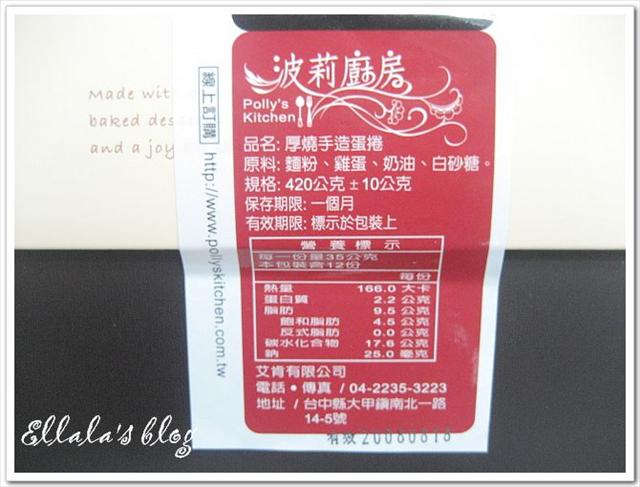 波莉廚房
Polly's
Kitchen
品名: 厚燒手造蛋捲
原料: 麵粉、雞蛋、奶油、白砂糖。
規格: 420公克±10公克
保存期限: 一個月
有效期限: 標示於包裝上
營養標示
每一份量35公克
本包裝含12份
每份
熱量 166.0 大卡
蛋白質 2.2 公克
脂肪 9.5 公克
飽和脂肪 4.5 公克
反式脂肪 0.0 公克
碳水化合物 17.6 公克
鈉 25.0 毫克
艾肯有限公司
電話•傳真 / 04-2235-3223
地址 / 台中縣大甲鎮南北一路
14-5號
有效 20080818
線上訂購 http://www.pollyskitchen.com.tw
Made wit
baked des
and a joy
Ellala's blog